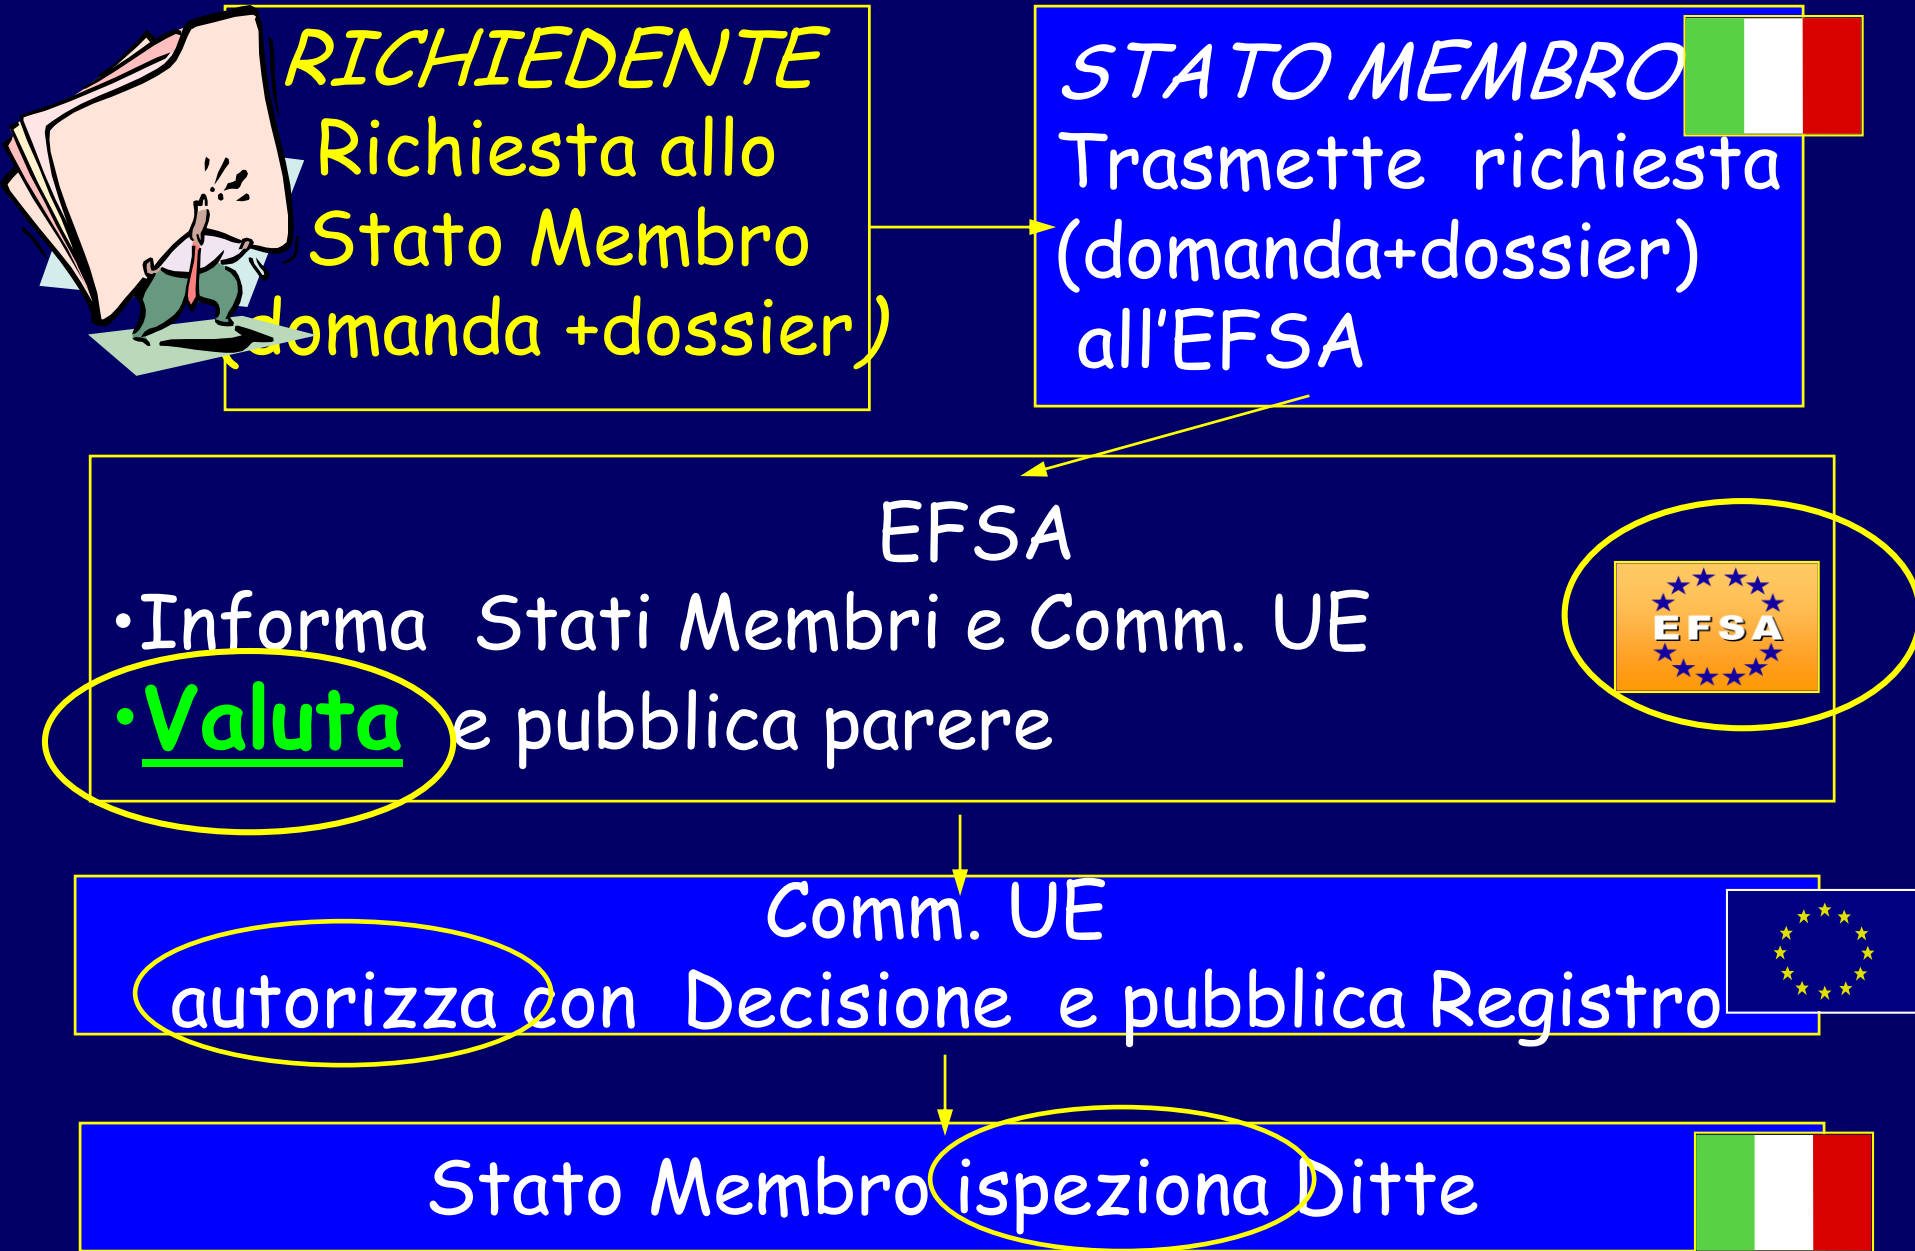 RICHIEDENTE
Richiesta allo
Stato Membro
(domanda +dossier)
STATO MEMBRO
Trasmette richiesta
(domanda+dossier)
all'EFSA
EFSA
•Informa Stati Membri e Comm. UE
•Valuta e pubblica parere
EFSA
Comm. UE
autorizza con Decisione e pubblica Registro
Stato Membro ispeziona Ditte